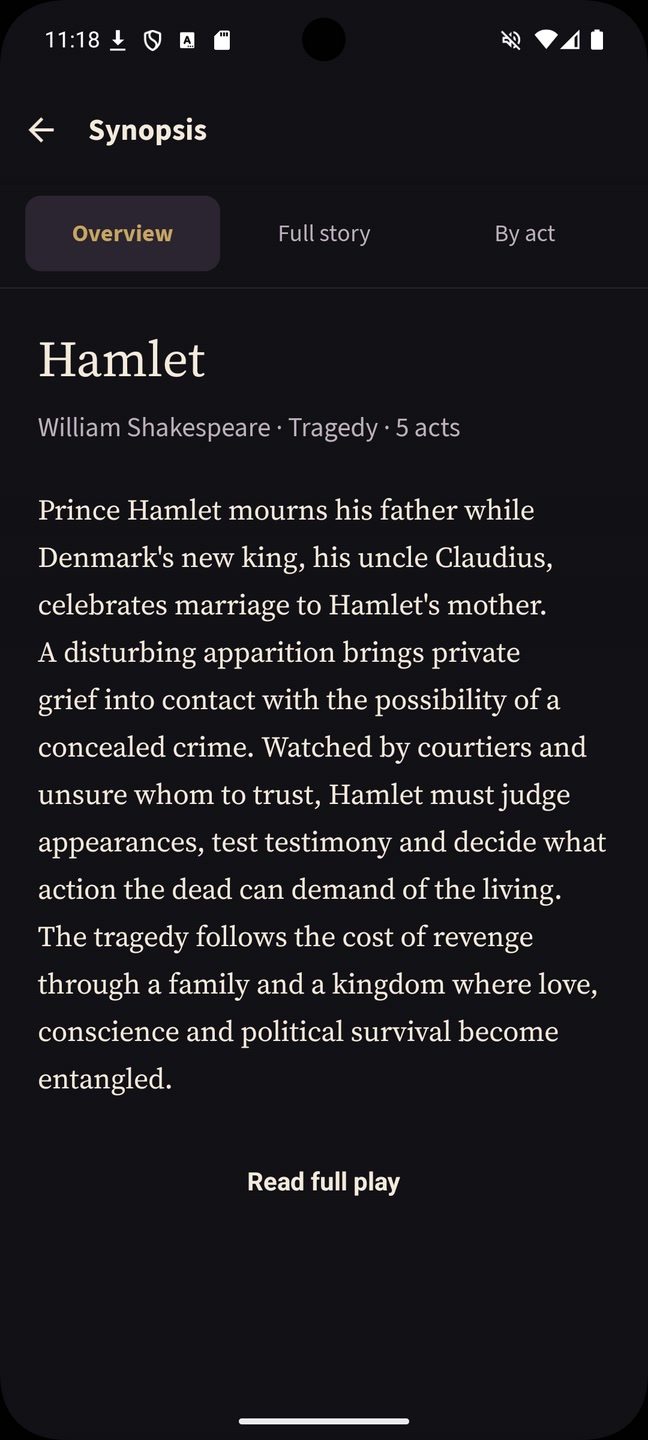 11:18
Synopsis
Overview
Full story
By act
Hamlet
William Shakespeare · Tragedy · 5 acts
Prince Hamlet mourns his father while
Denmark's new king, his uncle Claudius,
celebrates marriage to Hamlet's mother.
A disturbing apparition brings private
grief into contact with the possibility of a
concealed crime. Watched by courtiers and
unsure whom to trust, Hamlet must judge
appearances, test testimony and decide what
action the dead can demand of the living.
The tragedy follows the cost of revenge
through a family and a kingdom where love,
conscience and political survival become
entangled.
Read full play